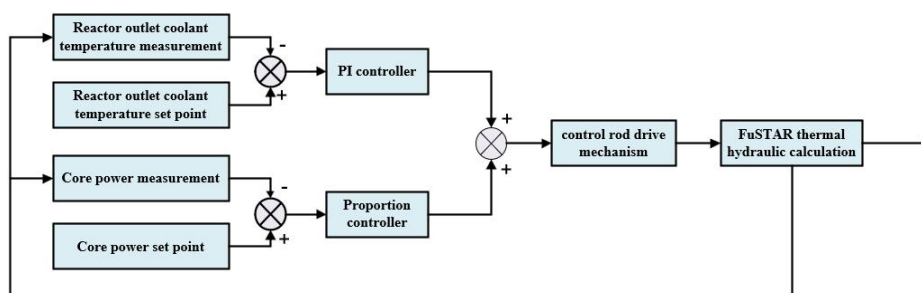 Reactor outlet coolant
temperature measurement
-
PI controller
+
Reactor outlet coolant
temperature set point
+
control rod drive
mechanism
FuSTAR thermal
hydraulic calculation
+
Core power measurement
-
Proportion
controller
+
Core power set point